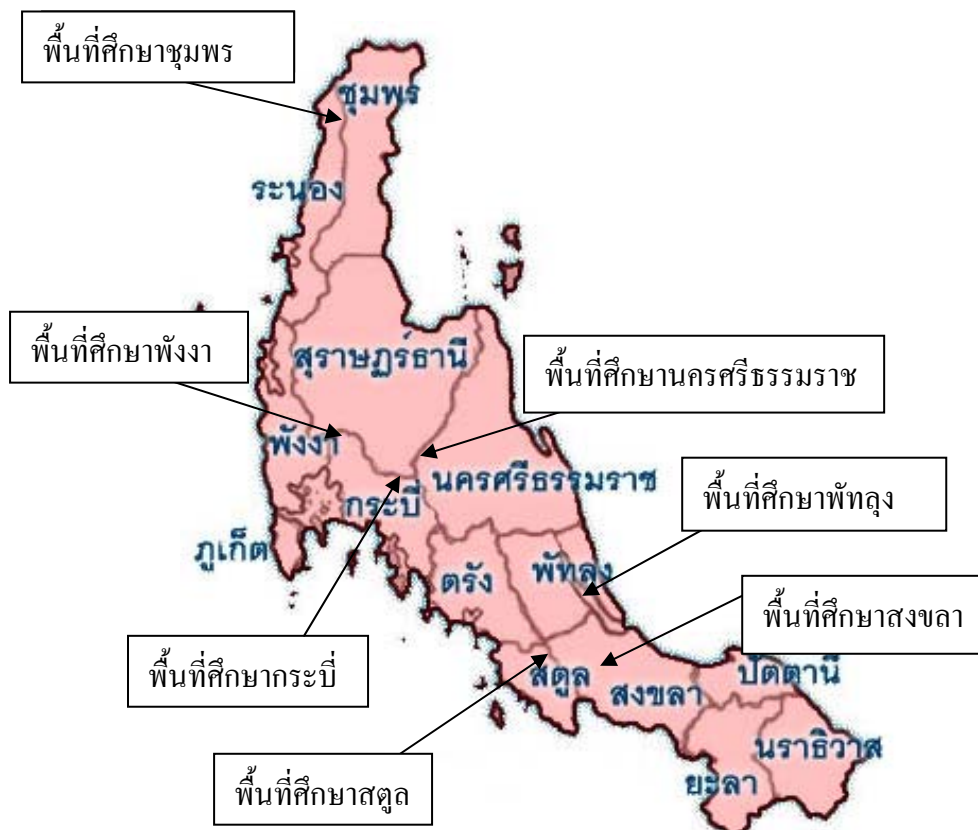 พื้นที่ศึกษาชุมพร
ชุมพร
ระนอง
พื้นที่ศึกษาพังงา
สุราษฎร์ธานี
พื้นที่ศึกษานครศรีธรรมราช
พังงา
นครศรีธรรมราช
กระบี่
พื้นที่ศึกษาพัทลุง
ภูเก็ต
ตรัง
พัทลุง
พื้นที่ศึกษาสงขลา
พื้นที่ศึกษากระบี่
สตูล
สงขลา
ปัตตานี
นราธิวาส
ยะลา
พื้นที่ศึกษาสตูล